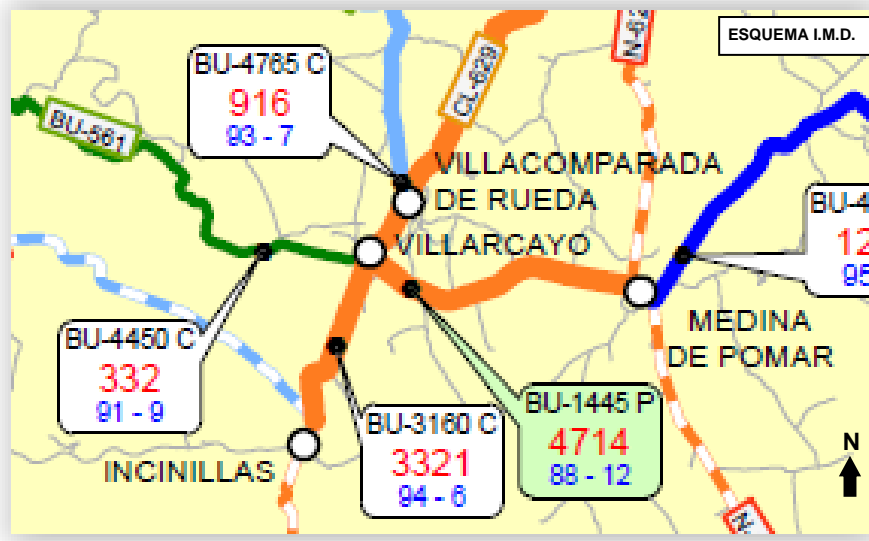 ESQUEMA I.M.D.
BU-4765 C
916
93 - 7
CL-629
N-62
BU-561
VILLACOMPARADA
DE RUEDA
BU-4
12
95
VILLARCAYO
MEDINA
DE POMAR
BU-4450 C
332
91 - 9
BU-3160 C
3321
94 - 6
BU-1445 P
4714
88 - 12
INCINILLAS
N
N-